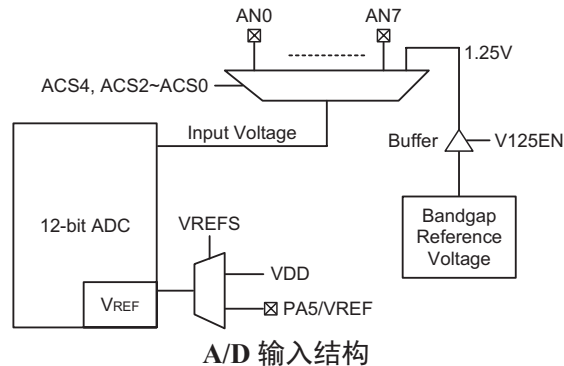 AN0
AN7
1.25V
ACS4, ACS2~ACS0
Input Voltage
Buffer
V125EN
12-bit ADC
Bandgap
Reference
Voltage
VREFS
VDD
VREF
PA5/VREF
A/D 输入结构